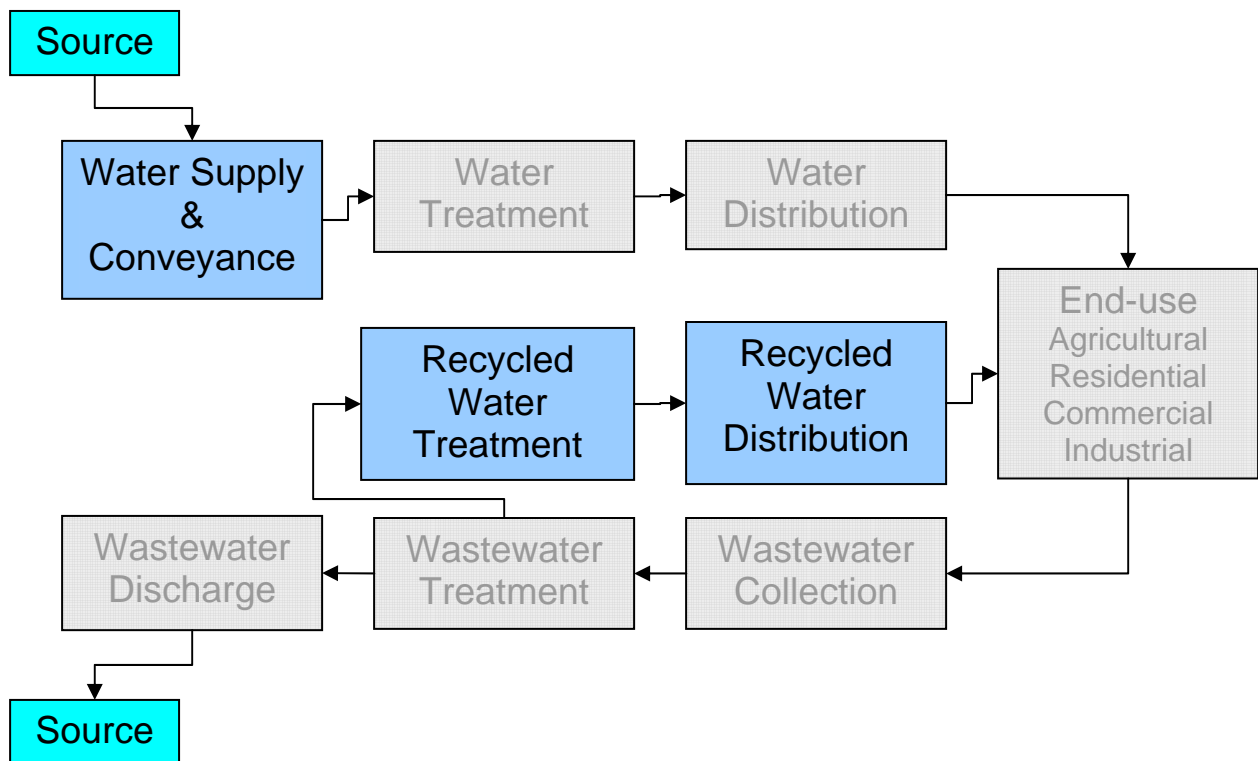 Source
Water Supply
&
Conveyance
Water
Treatment
Water
Distribution
End-use
Agricultural
Residential
Commercial
Industrial
Recycled
Water
Treatment
Recycled
Water
Distribution
Wastewater
Discharge
Wastewater
Treatment
Wastewater
Collection
Source